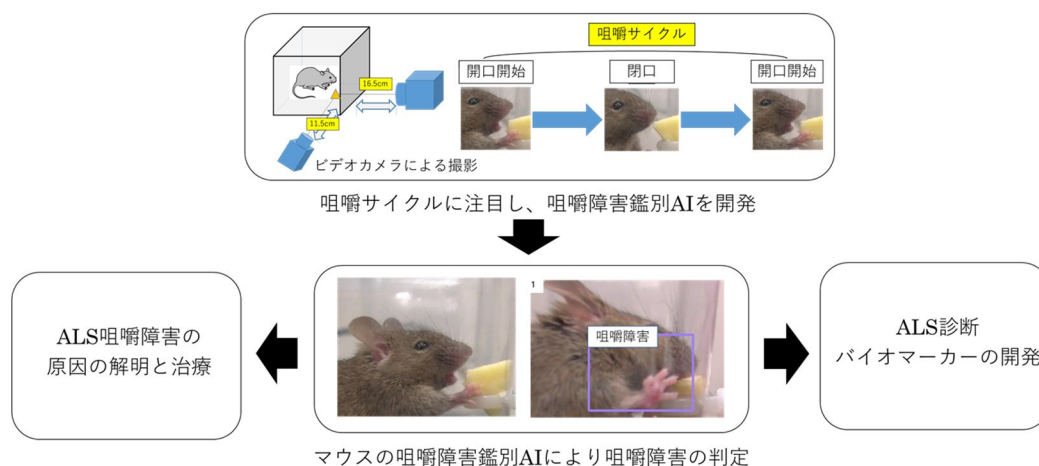 咀嚼サイクル
16.5cm
11.5cm
開口開始
閉口
開口開始
ビデオカメラによる撮影
咀嚼サイクルに注目し、咀嚼障害鑑別AIを開発
ALS咀嚼障害の
原因の解明と治療
1
咀嚼障害
ALS診断
バイオマーカーの開発
マウスの咀嚼障害鑑別AIにより咀嚼障害の判定